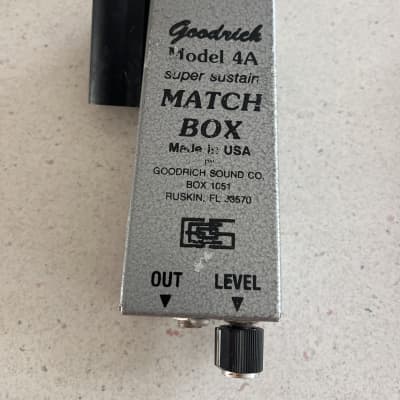 Goodrich
Model 4A
super sustain
MATCH
BOX
Made in USA
BY
GOODRICH SOUND CO.
BOX 1051
RUSKIN, FL 33570
OUT LEVEL